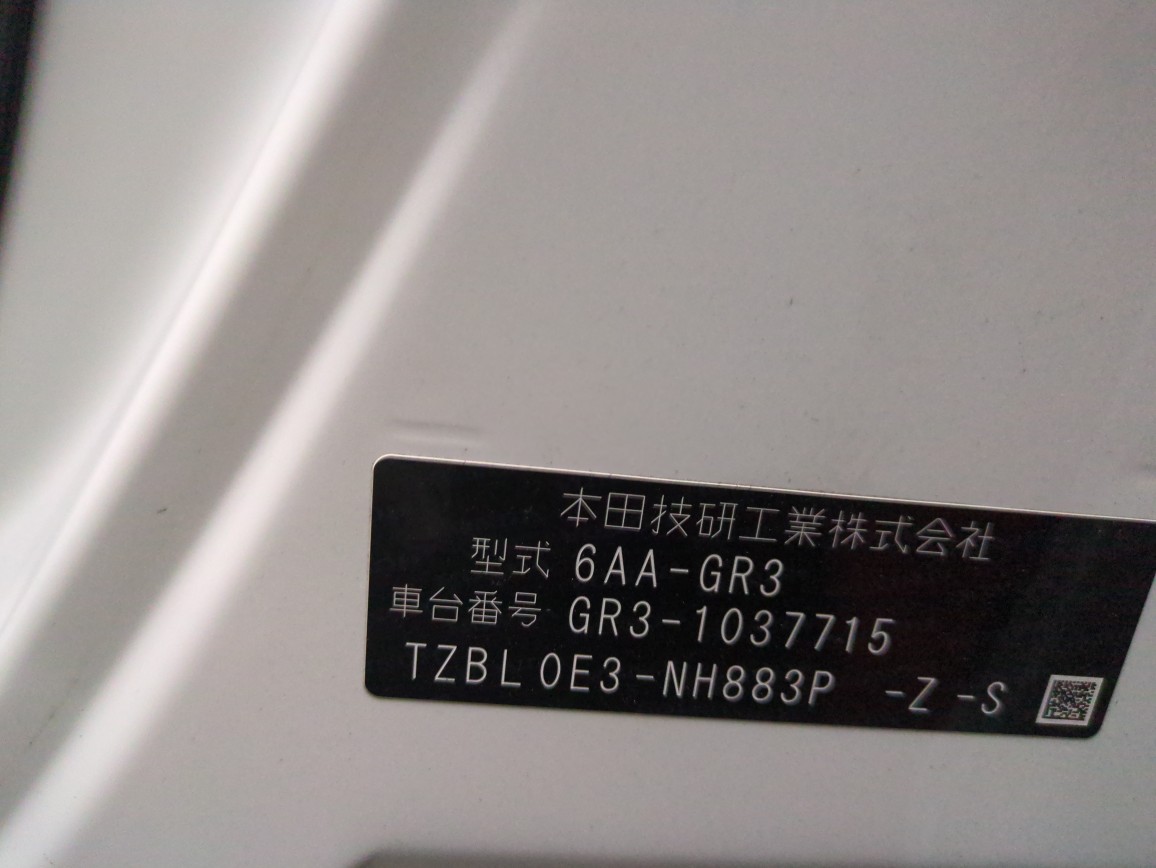 本田技研工業株式会社
型式 6AA-GR3
車台番号 GR3-1037715
TZBL0E3-NH883P -Z -S